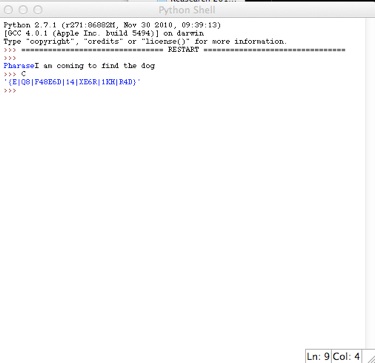 Python Shell
Python 2.7.1 (r271:86882M, Nov 30 2010, 09:39:13)
[GCC 4.0.1 (Apple Inc. build 5494)] on darwin
Type "copyright", "credits" or "license()" for more information.
>>> ================================ RESTART ================================
>>>
PharaseI am coming to find the dog
>>> C
'{E|Q8|F48E6D|14|XE6R|1KH|R4D}'
>>>
Ln: 9 Col: 4